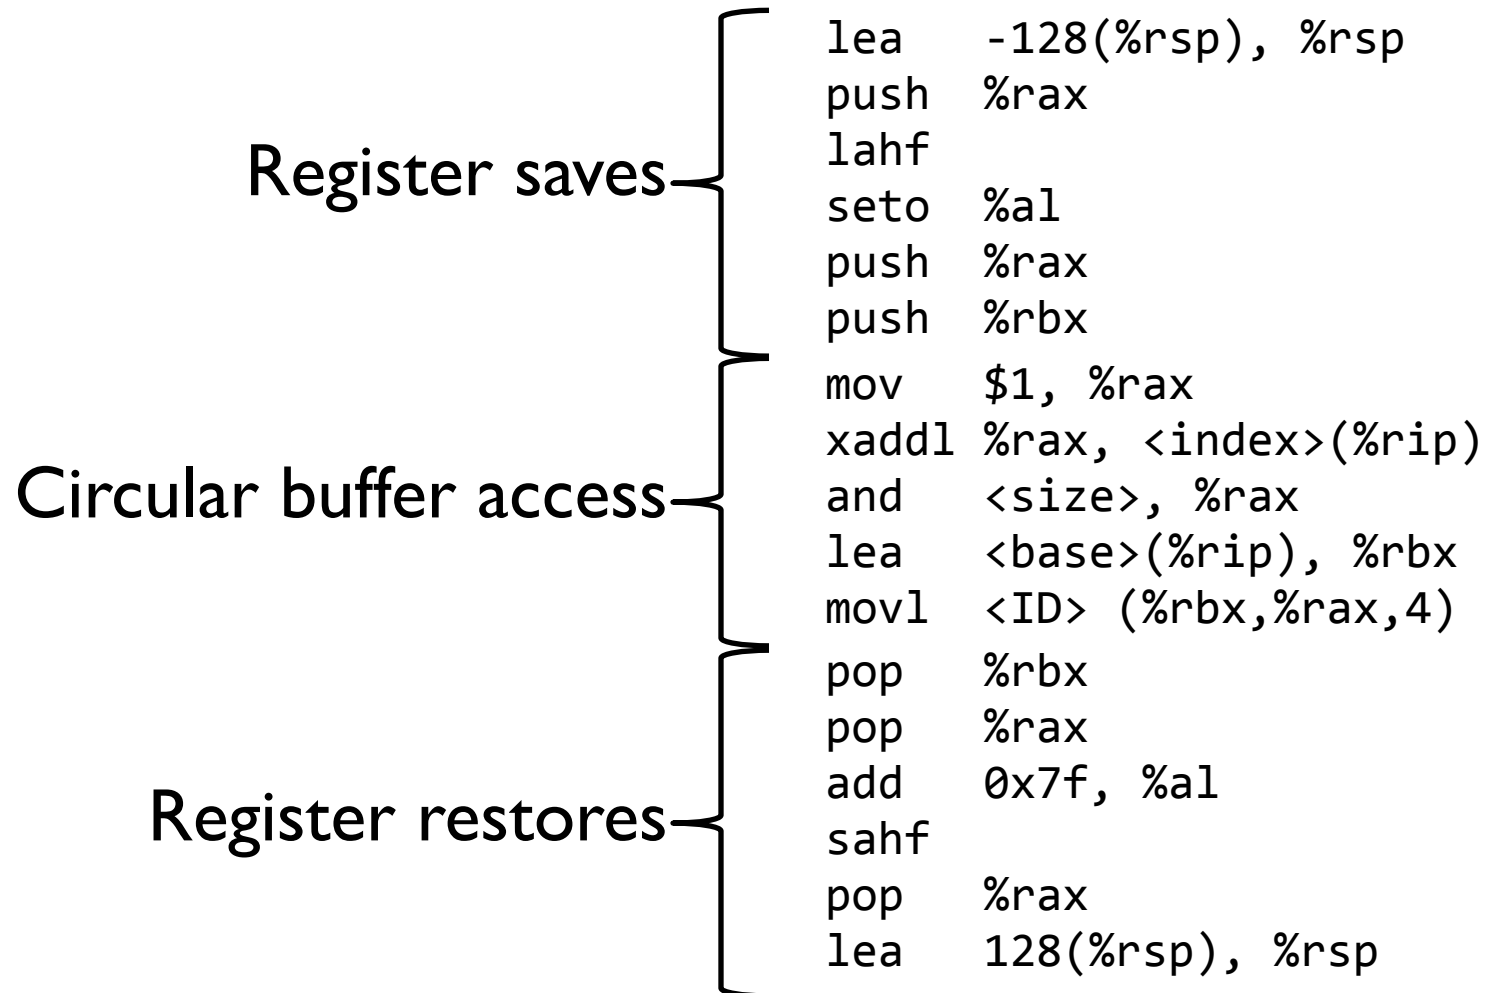 Register saves
lea -128(%rsp), %rsp
push %rax
lahf
seto %al
push %rax
push %rbx
Circular buffer access
mov $1, %rax
xaddl %rax, <index>(%rip)
and <size>, %rax
lea <base>(%rip), %rbx
movl <ID> (%rbx,%rax,4)
Register restores
pop %rbx
pop %rax
add 0x7f, %al
sahf
pop %rax
lea 128(%rsp), %rsp